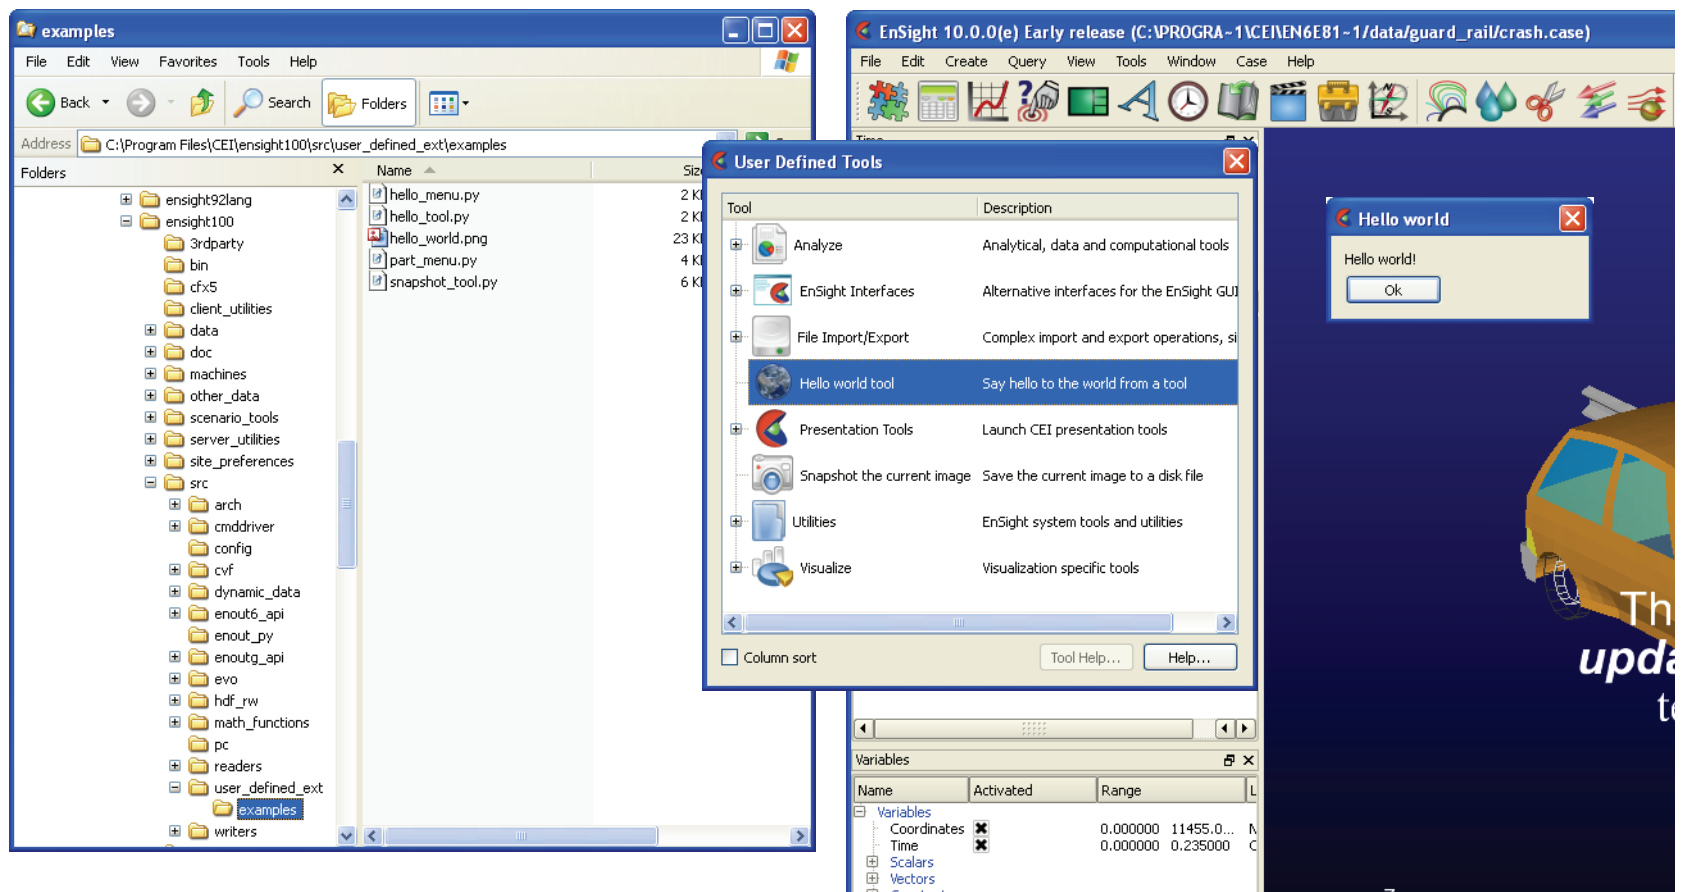 examples
File Edit View Favorites Tools Help
Back Search Folders
Address C:\Program Files\CEI\ensight100\src\user_defined_ext\examples
Folders
ensight92lang
ensight100
3rdparty
bin
cfx5
client_utilities
data
doc
machines
other_data
scenario_tools
server_utilities
site_preferences
src
arch
cmddriver
config
cvf
dynamic_data
enout6_api
enout_py
enoutg_api
evo
hdf_rw
math_functions
pc
readers
user_defined_ext
examples
writers
Name Siz
hello_menu.py 2 K
hello_tool.py 2 K
hello_world.png 23 K
part_menu.py 4 K
snapshot_tool.py 6 K
EnSight 10.0.0(e) Early release (C:\PROGRA~1\CEI\EN6E81~1/data/guard_rail/crash.case)
File Edit Create Query View Tools Window Case Help
Time
User Defined Tools
Tool Description
Analyze Analytical, data and computational tools
EnSight Interfaces Alternative interfaces for the EnSight GUI
File Import/Export Complex import and export operations, si
Hello world tool Say hello to the world from a tool
Presentation Tools Launch CEI presentation tools
Snapshot the current image Save the current image to a disk file
Utilities EnSight system tools and utilities
Visualize Visualization specific tools
Column sort Tool Help... Help...
Hello world
Hello world!
Ok
Th
upda
te
Variables
Name Activated Range L
Variables
Coordinates 0.000000 11455.0... N
Time 0.000000 0.235000 C
Scalars
Vectors